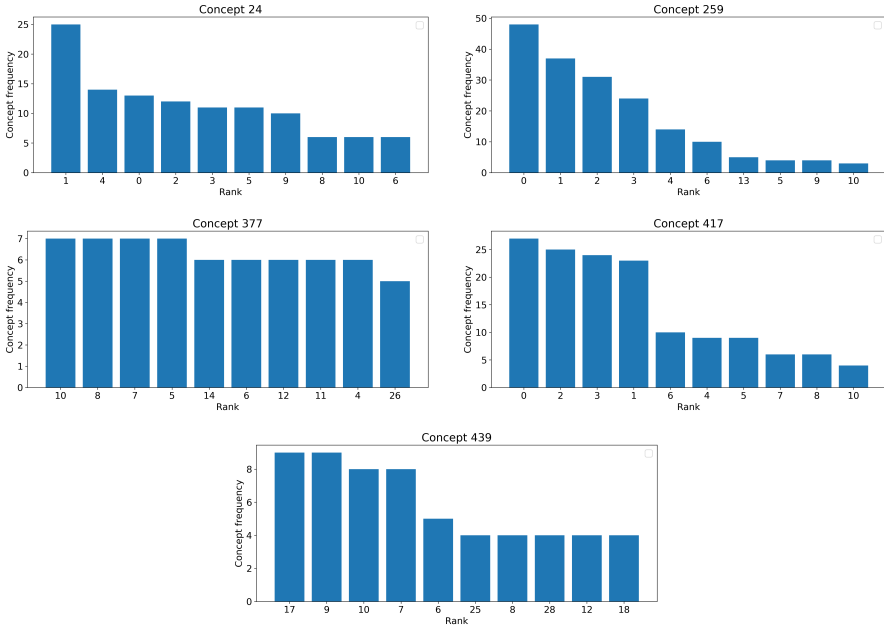 Concept 24
Concept frequency
25
20
15
10
5
0
1 4 0 2 3 5 9 8 10 6
Rank
Concept 259
Concept frequency
50
40
30
20
10
0
0 1 2 3 4 6 13 5 9 10
Rank
Concept 377
Concept frequency
7
6
5
4
3
2
1
0
10 8 7 5 14 6 12 11 4 26
Rank
Concept 417
Concept frequency
25
20
15
10
5
0
0 2 3 1 6 4 5 7 8 10
Rank
Concept 439
Concept frequency
8
6
4
2
0
17 9 10 7 6 25 8 28 12 18
Rank